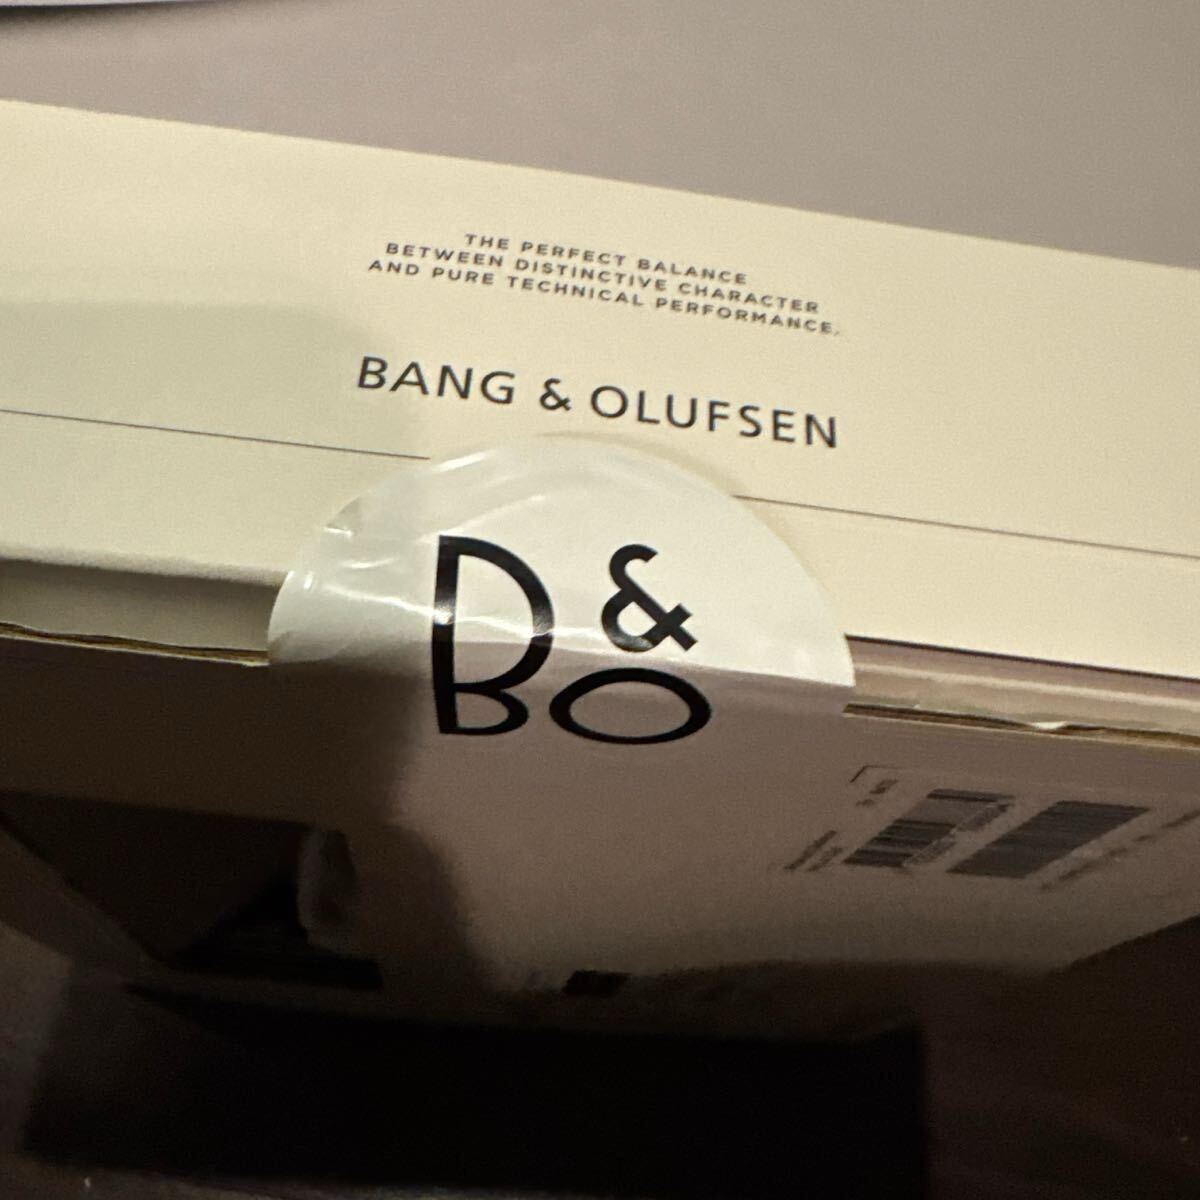 THE PERFECT BALANCE
BETWEEN DISTINCTIVE CHARACTER
AND PURE TECHNICAL PERFORMANCE.
BANG & OLUFSEN
B&O